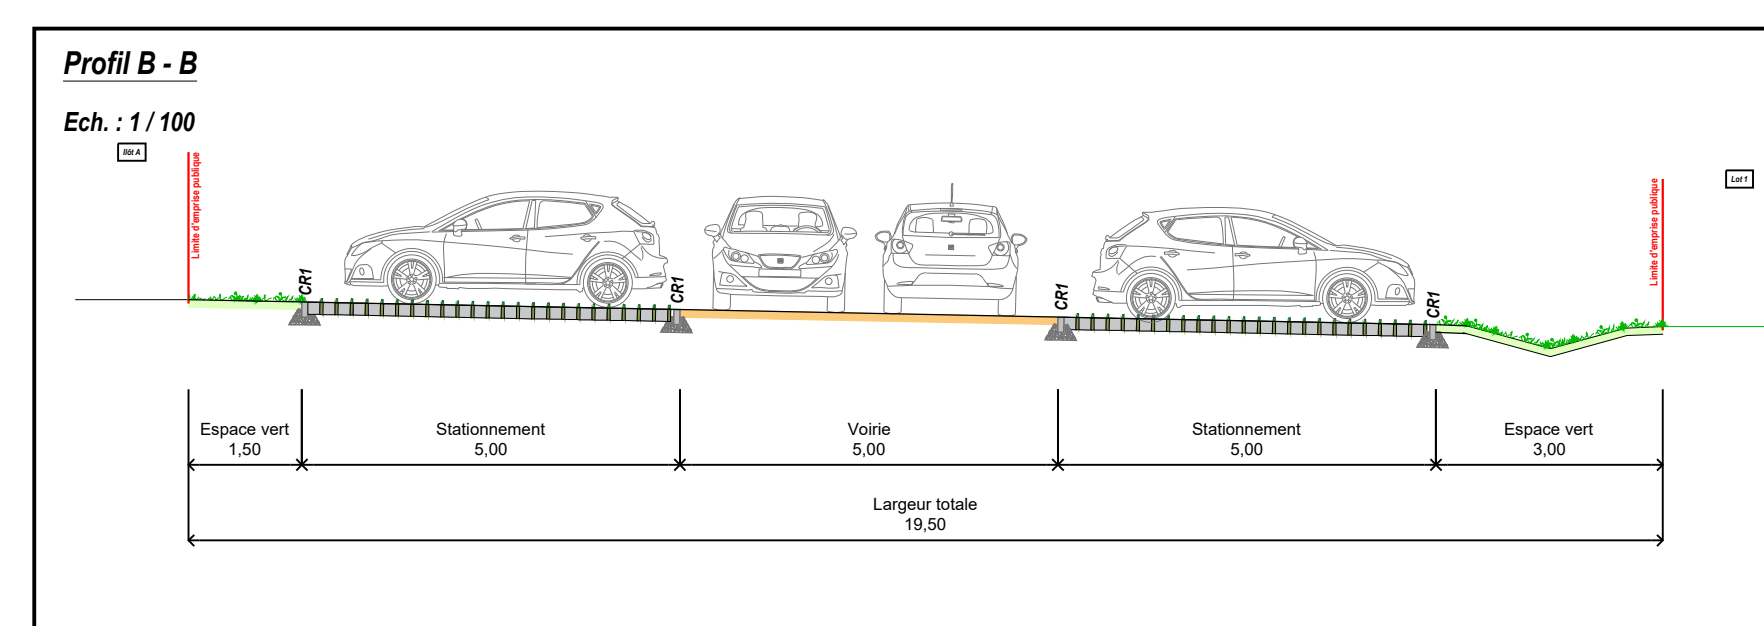 Profil B - B
Ech. : 1 / 100
Ilôt A
Limite d'emprise publique
Lot 1
Limite d'emprise publique
CR1
CR1
CR1
CR1
Espace vert
1,50
Stationnement
5,00
Voirie
5,00
Stationnement
5,00
Espace vert
3,00
Largeur totale
19,50